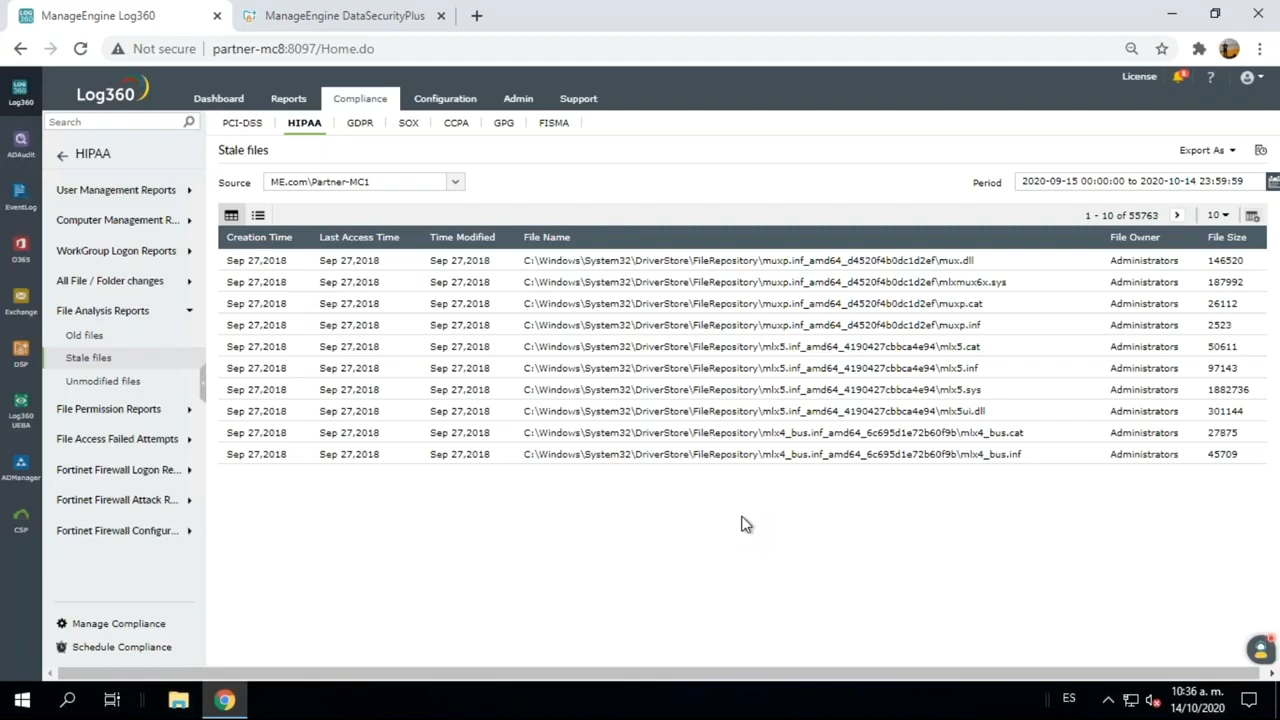 ManageEngine Log360
ManageEngine DataSecurityPlus
Not secure
partner-mc8:8097/Home.do
LOG 360
Log360
License
?
Log360
Dashboard
Reports
Compliance
Configuration
Admin
Support
Search
PCI-DSS
HIPAA
GDPR
SOX
CCPA
GPG
FISMA
ADAudit
EventLog
O365
Exchange
DSP
Log360 UEBA
ADManager
CSP
HIPAA
User Management Reports
Computer Management R...
WorkGroup Logon Reports
All File / Folder changes
File Analysis Reports
Old files
Stale files
Unmodified files
File Permission Reports
File Access Failed Attempts
Fortinet Firewall Logon Re...
Fortinet Firewall Attack R...
Fortinet Firewall Configur...
Manage Compliance
Schedule Compliance
Stale files
Export As
Source ME.com\Partner-MC1
Period 2020-09-15 00:00:00 to 2020-10-14 23:59:59
1 - 10 of 55763 10
Creation Time Last Access Time Time Modified File Name File Owner File Size
Sep 27,2018 Sep 27,2018 Sep 27,2018 C:\Windows\System32\DriverStore\FileRepository\muxp.inf_amd64_d4520f4b0dc1d2ef\mux.dll Administrators 146520
Sep 27,2018 Sep 27,2018 Sep 27,2018 C:\Windows\System32\DriverStore\FileRepository\muxp.inf_amd64_d4520f4b0dc1d2ef\mlxmux6x.sys Administrators 187992
Sep 27,2018 Sep 27,2018 Sep 27,2018 C:\Windows\System32\DriverStore\FileRepository\muxp.inf_amd64_d4520f4b0dc1d2ef\muxp.cat Administrators 26112
Sep 27,2018 Sep 27,2018 Sep 27,2018 C:\Windows\System32\DriverStore\FileRepository\muxp.inf_amd64_d4520f4b0dc1d2ef\muxp.inf Administrators 2523
Sep 27,2018 Sep 27,2018 Sep 27,2018 C:\Windows\System32\DriverStore\FileRepository\mlx5.inf_amd64_4190427cbbca4e94\mlx5.cat Administrators 50611
Sep 27,2018 Sep 27,2018 Sep 27,2018 C:\Windows\System32\DriverStore\FileRepository\mlx5.inf_amd64_4190427cbbca4e94\mlx5.inf Administrators 97143
Sep 27,2018 Sep 27,2018 Sep 27,2018 C:\Windows\System32\DriverStore\FileRepository\mlx5.inf_amd64_4190427cbbca4e94\mlx5.sys Administrators 1882736
Sep 27,2018 Sep 27,2018 Sep 27,2018 C:\Windows\System32\DriverStore\FileRepository\mlx5.inf_amd64_4190427cbbca4e94\mlx5ui.dll Administrators 301144
Sep 27,2018 Sep 27,2018 Sep 27,2018 C:\Windows\System32\DriverStore\FileRepository\mlx4_bus.inf_amd64_6c695d1e72b60f9b\mlx4_bus.cat Administrators 27875
Sep 27,2018 Sep 27,2018 Sep 27,2018 C:\Windows\System32\DriverStore\FileRepository\mlx4_bus.inf_amd64_6c695d1e72b60f9b\mlx4_bus.inf Administrators 45709
ES
10:36 a. m.
14/10/2020